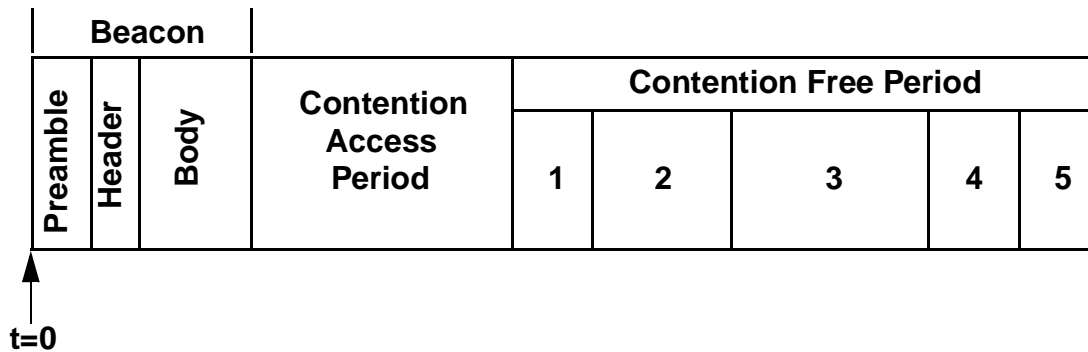 Beacon
Preamble
Header
Body
Contention
Access
Period
Contention Free Period
1 2 3 4 5
t=0